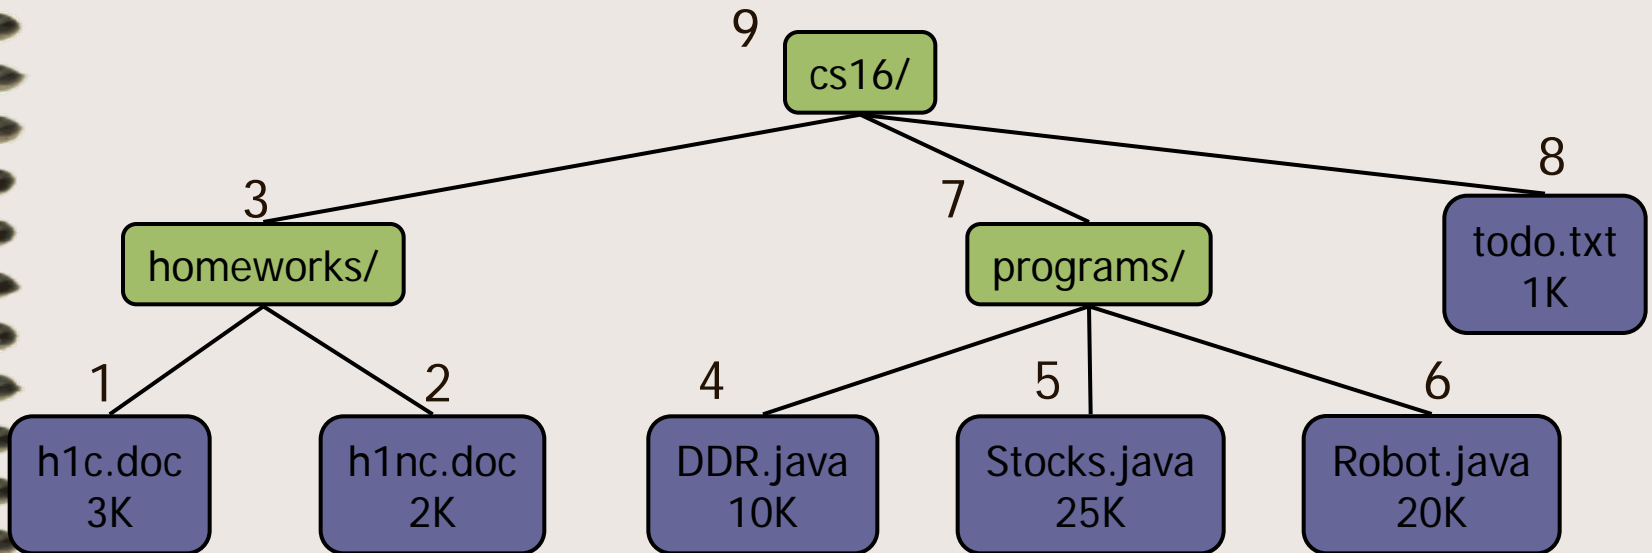 9
cs16/
8
3
7
todo.txt
1K
homeworks/
programs/
1
2
4
5
6
h1c.doc
3K
h1nc.doc
2K
DDR.java
10K
Stocks.java
25K
Robot.java
20K